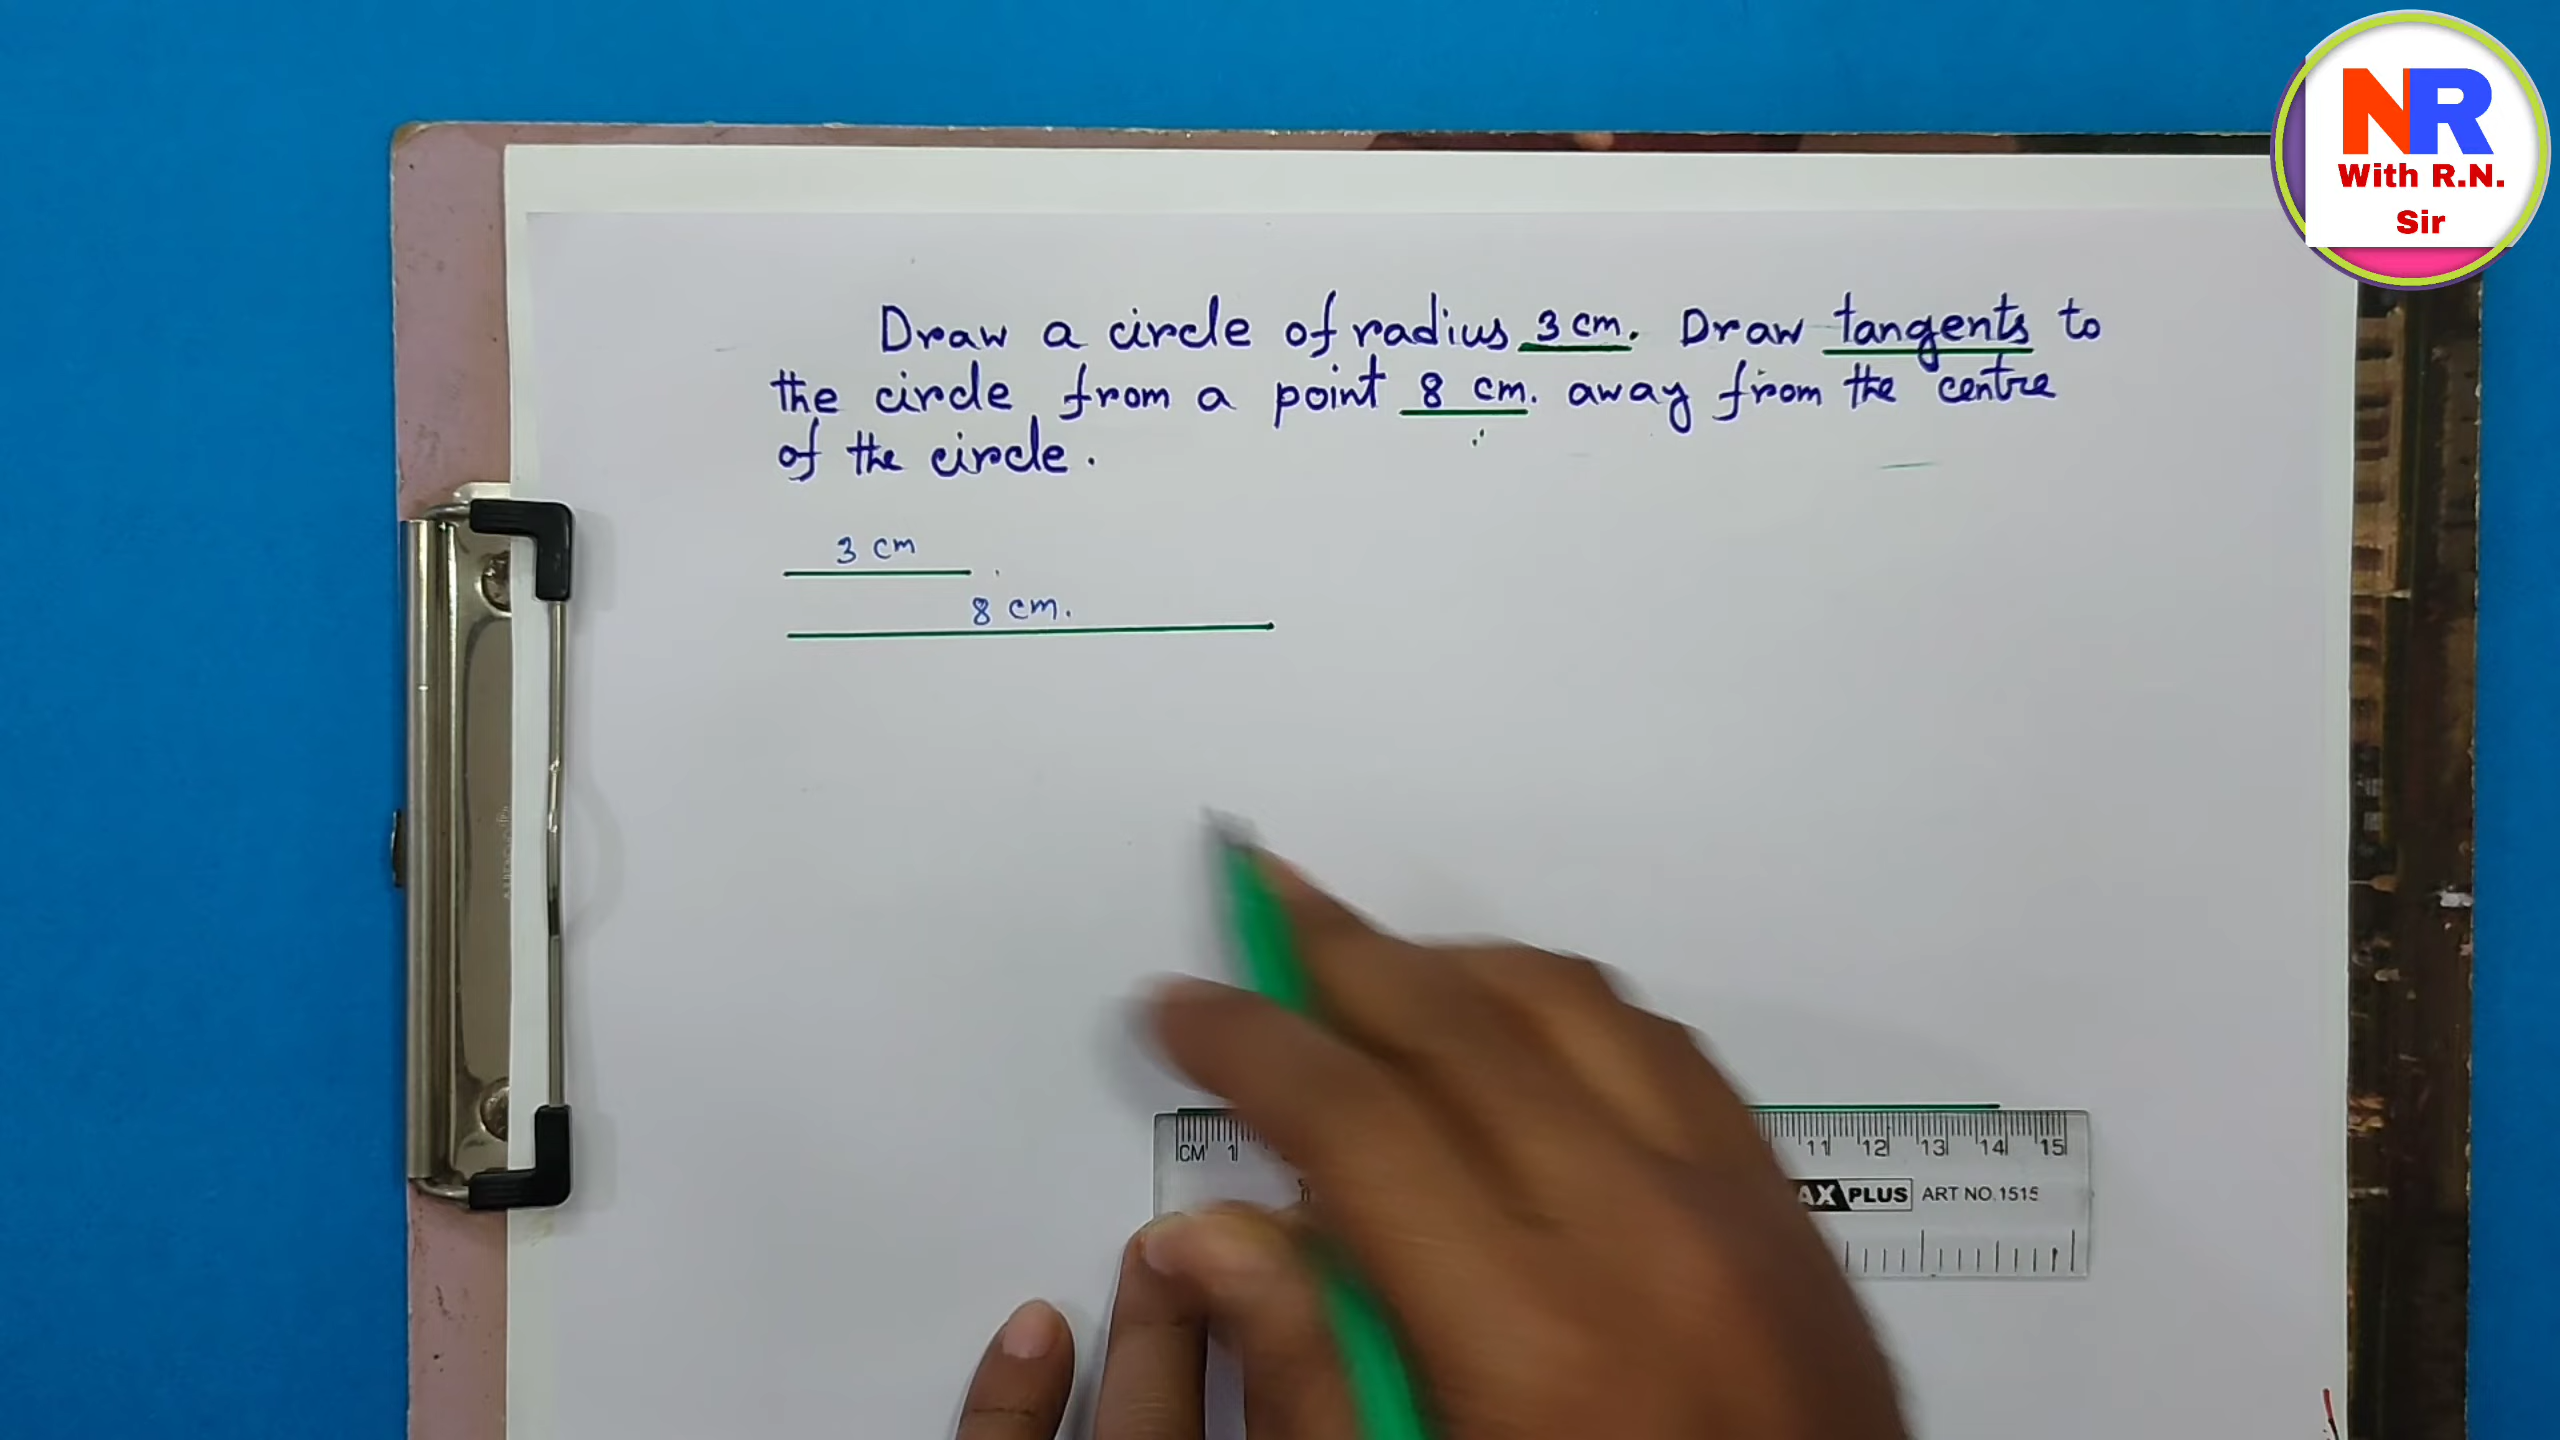 NR
With R.N.
Sir
Draw a circle of radius 3 cm. Draw tangents to
the circle from a point 8 cm. away from the centre
of the circle.
3 cm
8 cm.
CM 1 11 12 13 14 15
AX PLUS ART NO.1515